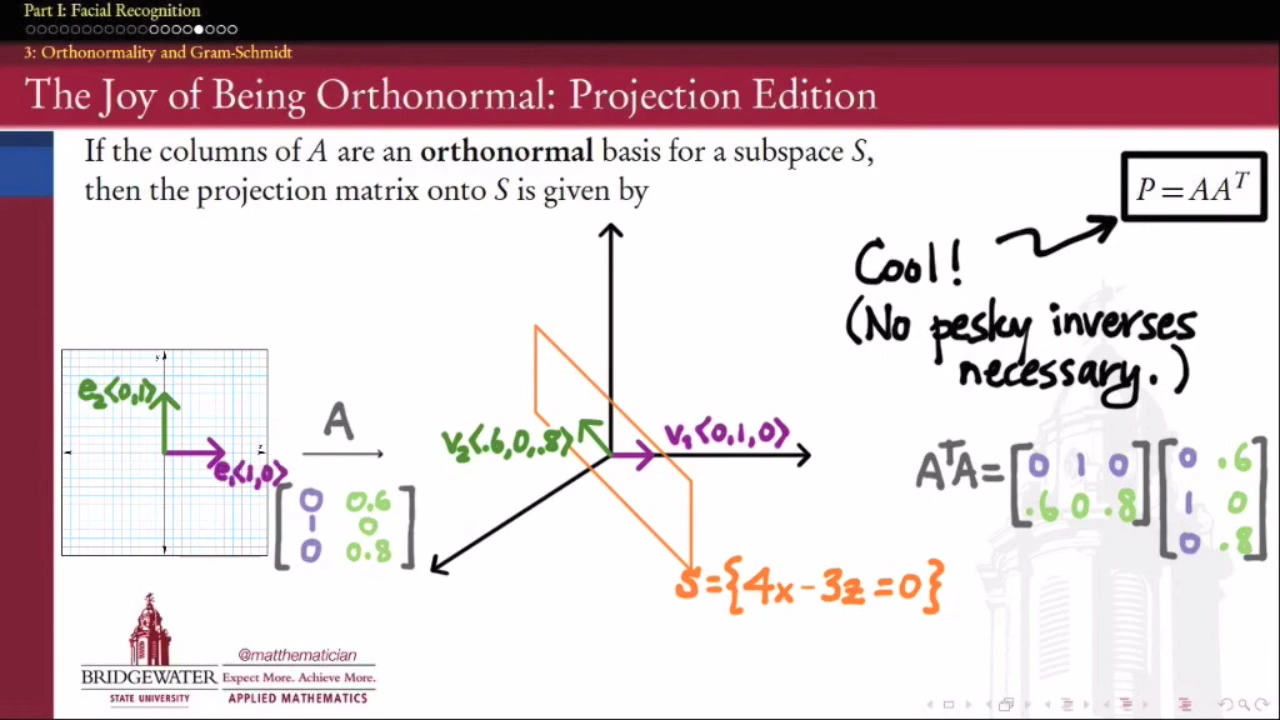 Part I: Facial Recognition
3: Orthonormality and Gram-Schmidt
The Joy of Being Orthonormal: Projection Edition
If the columns of A are an orthonormal basis for a subspace S,
then the projection matrix onto S is given by
P = AAᵀ
Cool!
(No pesky inverses
necessary.)
y
e₂⟨0,1⟩
x
e₁⟨1,0⟩
A
0 0.6
1 0
0 0.8
v₂⟨.6,0,.8⟩
v₁⟨0,1,0⟩
S={4x-3z=0}
AᵀA=
0 1 0
.6 0 .8
0 .6
1 0
0 .8
BRIDGEWATER
STATE UNIVERSITY
@matthematician
Expect More. Achieve More.
APPLIED MATHEMATICS